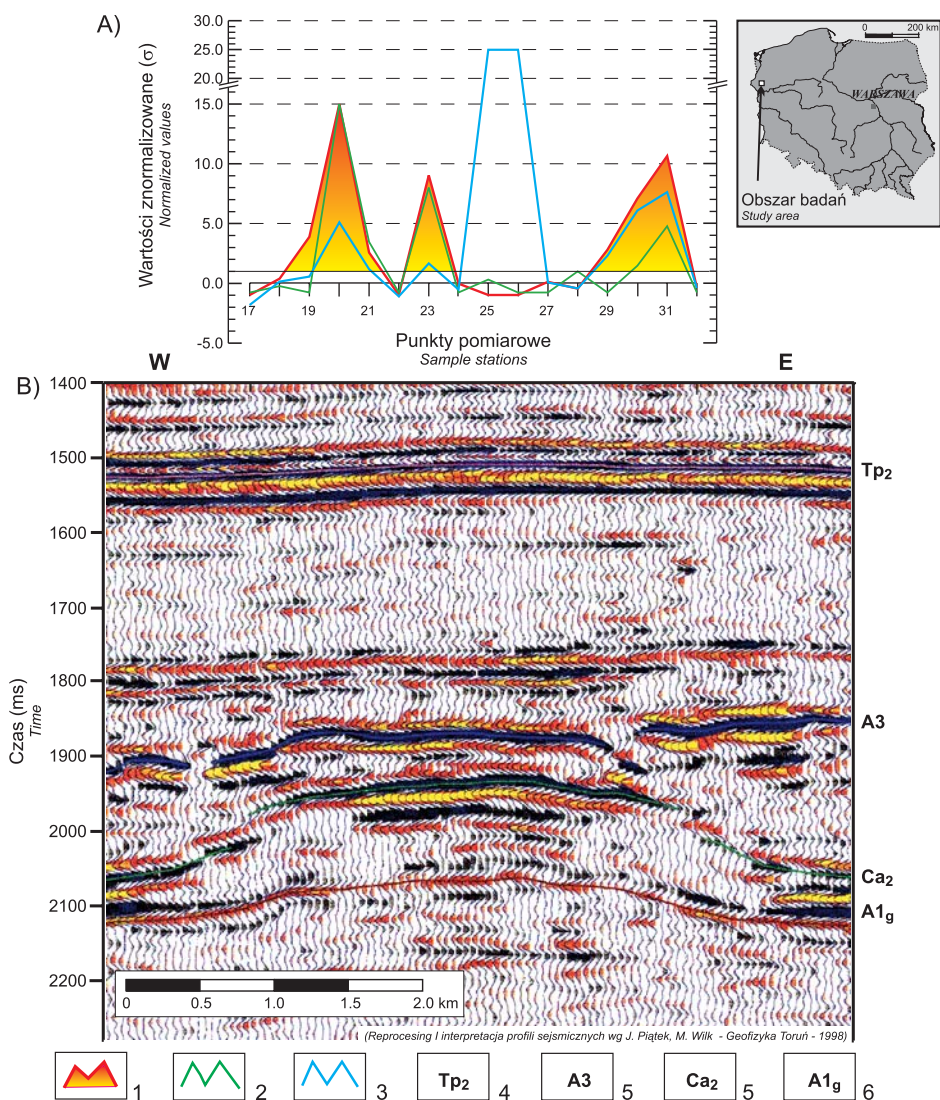 A)
Wartości znormalizowane (σ)
Normalized values
30.0
25.0
20.0
15.0
10.0
5.0
0.0
-5.0
17
19
21
23
25
27
29
31
Punkty pomiarowe
Sample stations
0 200 km
WARSZAWA
Obszar badań
Study area
W
E
B)
Czas (ms)
Time
1400
1500
1600
1700
1800
1900
2000
2100
2200
Tp2
A3
Ca2
A1g
0 0.5 1.0 1.5 2.0 km
(Reprocesing I interpretacja profili sejsmicznych wg J. Piątek, M. Wilk - Geofizyka Toruń - 1998)
1 2 3 Tp2 4 A3 5 Ca2 5 A1g 6